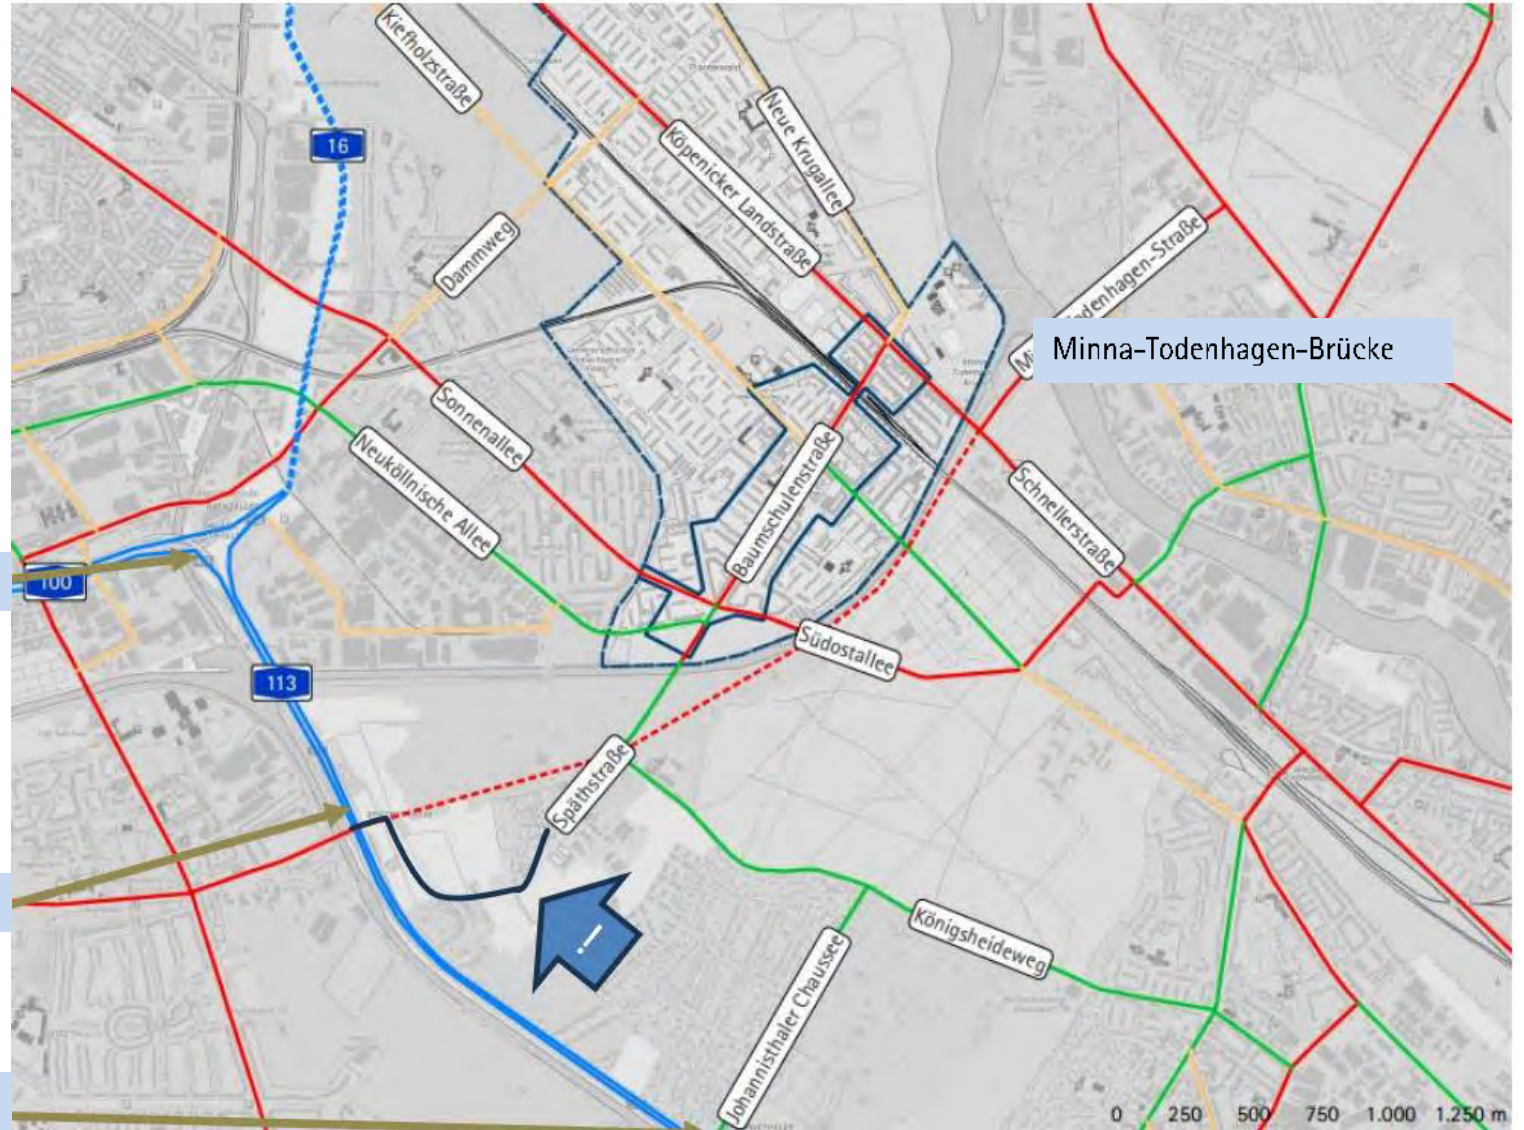 Kiefholzstraße
Neue Krugallee
16
Köpenicker Landstraße
Dammweg
Minna-Todenhagen-Brücke
Sonnenallee
Neuköllnische Allee
Baumschulenstraße
Schnellerstraße
100
Südostallee
113
Späthstraße
!
Königsheideweg
Johannisthaler Chaussee
0 250 500 750 1.000 1.250 m